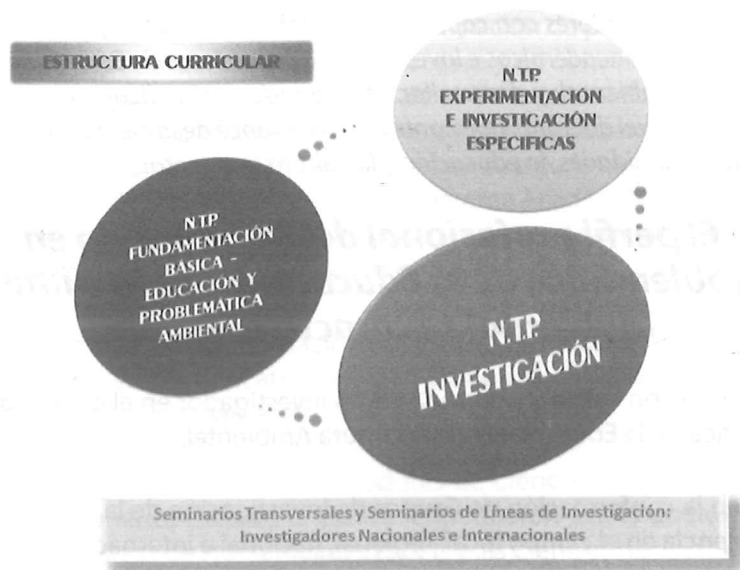 ESTRUCTURA CURRICULAR
N.T.P.
EXPERIMENTACIÓN
E INVESTIGACIÓN
ESPECIFICAS
N.T.P
FUNDAMENTACIÓN
BÁSICA –
EDUCACIÓN Y
PROBLEMÁTICA
AMBIENTAL
N.T.P.
INVESTIGACIÓN
Seminarios Transversales y Seminarios de Líneas de Investigación:
Investigadores Nacionales e Internacionales